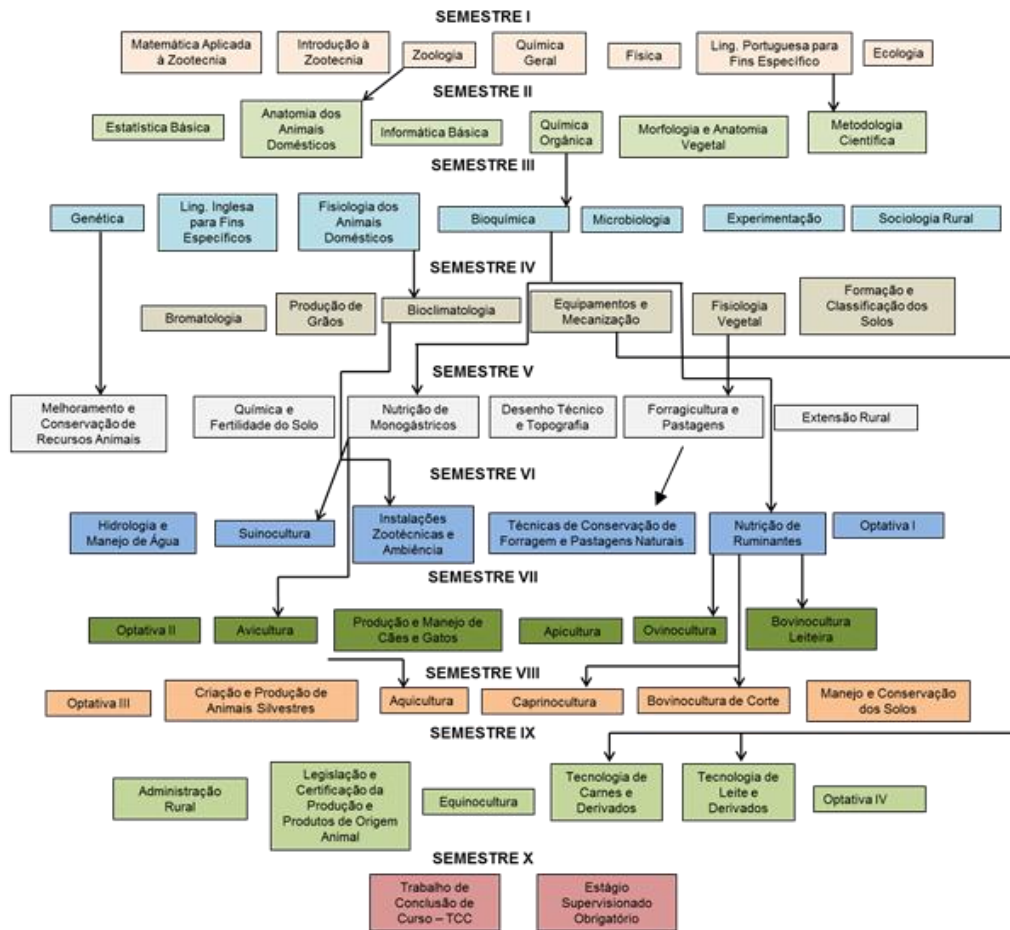 SEMESTRE I
Matemática Aplicada
à Zootecnia
Introdução à
Zootecnia
Zoologia
Química
Geral
Física
Ling. Portuguesa para
Fins Específico
Ecologia
SEMESTRE II
Estatística Básica
Anatomia dos
Animais
Domésticos
Informática Básica
Química
Orgânica
Morfologia e Anatomia
Vegetal
Metodologia
Científica
SEMESTRE III
Genética
Ling. Inglesa
para Fins
Específicos
Fisiologia dos
Animais
Domésticos
Bioquímica
Microbiologia
Experimentação
Sociologia Rural
SEMESTRE IV
Bromatologia
Produção de
Grãos
Bioclimatologia
Equipamentos e
Mecanização
Fisiologia
Vegetal
Formação e
Classificação dos
Solos
SEMESTRE V
Melhoramento e
Conservação de
Recursos Animais
Química e
Fertilidade do Solo
Nutrição de
Monogástricos
Desenho Técnico
e Topografia
Forragicultura e
Pastagens
Extensão Rural
SEMESTRE VI
Hidrologia e
Manejo de Água
Suinocultura
Instalações
Zootécnicas e
Ambiência
Técnicas de Conservação de
Forragem e Pastagens Naturais
Nutrição de
Ruminantes
Optativa I
SEMESTRE VII
Optativa II
Avicultura
Produção e Manejo de
Cães e Gatos
Apicultura
Ovinocultura
Bovinocultura
Leiteira
SEMESTRE VIII
Optativa III
Criação e Produção de
Animais Silvestres
Aquicultura
Caprinocultura
Bovinocultura de Corte
Manejo e Conservação
dos Solos
SEMESTRE IX
Administração
Rural
Legislação e
Certificação da
Produção e
Produtos de Origem
Animal
Equinocultura
Tecnologia de
Carnes e
Derivados
Tecnologia de
Leite e
Derivados
Optativa IV
SEMESTRE X
Trabalho de
Conclusão de
Curso – TCC
Estágio
Supervisionado
Obrigatório